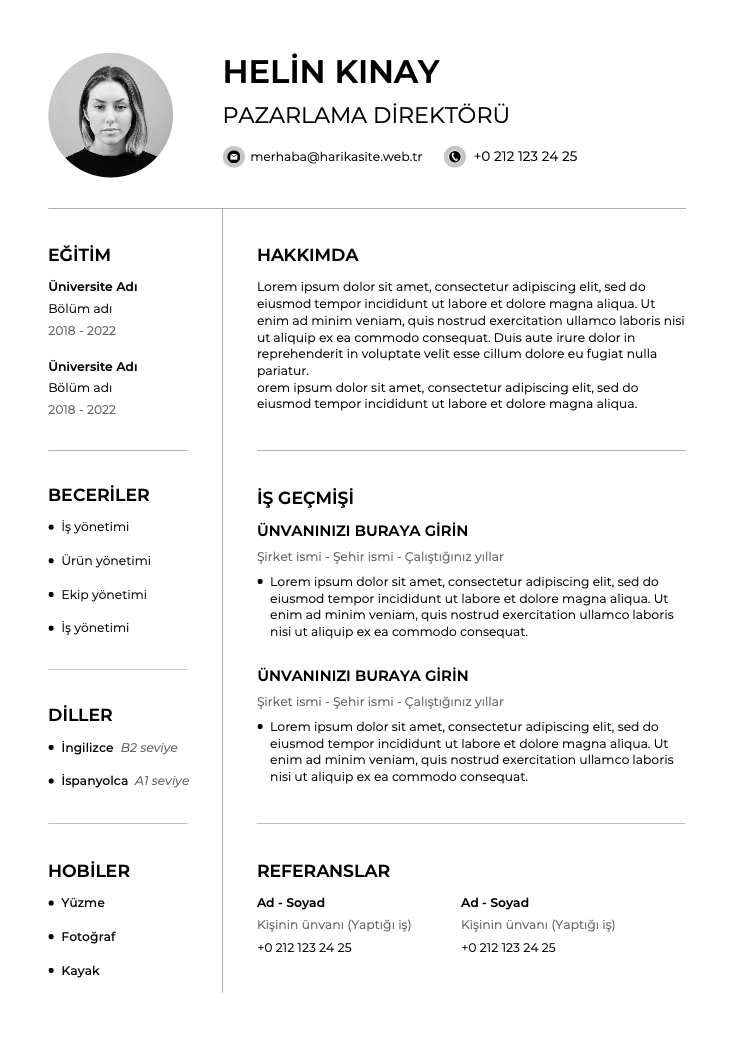 HELİN KINAY
PAZARLAMA DİREKTÖRÜ
merhaba@harikasite.web.tr
+0 212 123 24 25
EĞİTİM
Üniversite Adı
Bölüm adı
2018 - 2022
Üniversite Adı
Bölüm adı
2018 - 2022
BECERİLER
• İş yönetimi
• Ürün yönetimi
• Ekip yönetimi
• İş yönetimi
DİLLER
• İngilizce B2 seviye
• İspanyolca A1 seviye
HOBİLER
• Yüzme
• Fotoğraf
• Kayak
HAKKIMDA
Lorem ipsum dolor sit amet, consectetur adipiscing elit, sed do
eiusmod tempor incididunt ut labore et dolore magna aliqua. Ut
enim ad minim veniam, quis nostrud exercitation ullamco laboris nisi
ut aliquip ex ea commodo consequat. Duis aute irure dolor in
reprehenderit in voluptate velit esse cillum dolore eu fugiat nulla
pariatur.
orem ipsum dolor sit amet, consectetur adipiscing elit, sed do
eiusmod tempor incididunt ut labore et dolore magna aliqua.
İŞ GEÇMİŞİ
ÜNVANINIZI BURAYA GİRİN
Şirket ismi - Şehir ismi - Çalıştığınız yıllar
• Lorem ipsum dolor sit amet, consectetur adipiscing elit, sed do
eiusmod tempor incididunt ut labore et dolore magna aliqua. Ut
enim ad minim veniam, quis nostrud exercitation ullamco laboris
nisi ut aliquip ex ea commodo consequat.
ÜNVANINIZI BURAYA GİRİN
Şirket ismi - Şehir ismi - Çalıştığınız yıllar
• Lorem ipsum dolor sit amet, consectetur adipiscing elit, sed do
eiusmod tempor incididunt ut labore et dolore magna aliqua. Ut
enim ad minim veniam, quis nostrud exercitation ullamco laboris
nisi ut aliquip ex ea commodo consequat.
REFERANSLAR
Ad - Soyad
Kişinin ünvanı (Yaptığı iş)
+0 212 123 24 25
Ad - Soyad
Kişinin ünvanı (Yaptığı iş)
+0 212 123 24 25